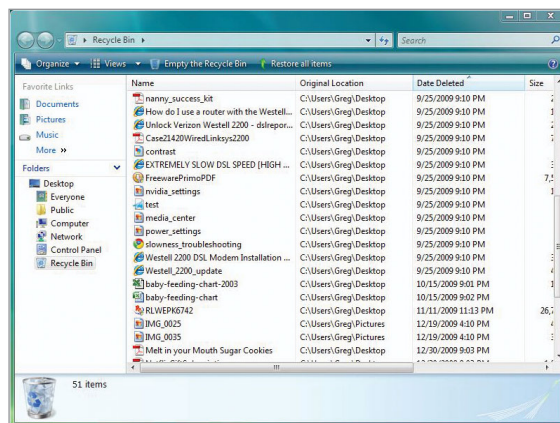 Recycle Bin
Search
Organize Views Empty the Recycle Bin Restore all items
Favorite Links
Documents
Pictures
Music
More »
Folders
Desktop
Everyone
Public
Computer
Network
Control Panel
Recycle Bin
Name Original Location Date Deleted Size
nanny_success_kit C:\Users\Greg\Desktop 9/25/2009 9:10 PM
How do I use a router with the Westell... C:\Users\Greg\Desktop 9/25/2009 9:10 PM
Unlock Verizon Westell 2200 - dslrepor... C:\Users\Greg\Desktop 9/25/2009 9:10 PM
Case21420WiredLinksys2200 C:\Users\Greg\Desktop 9/25/2009 9:10 PM
contrast C:\Users\Greg\Desktop 9/25/2009 9:10 PM
EXTREMELY SLOW DSL SPEED [HIGH ... C:\Users\Greg\Desktop 9/25/2009 9:10 PM
FreewarePrimoPDF C:\Users\Greg\Desktop 9/25/2009 9:10 PM 7,5
nvidia_settings C:\Users\Greg\Desktop 9/25/2009 9:10 PM
test C:\Users\Greg\Desktop 9/25/2009 9:10 PM
media_center C:\Users\Greg\Desktop 9/25/2009 9:10 PM
power_settings C:\Users\Greg\Desktop 9/25/2009 9:10 PM
slowness_troubleshooting C:\Users\Greg\Desktop 9/25/2009 9:10 PM
Westell 2200 DSL Modem Installation ... C:\Users\Greg\Desktop 9/25/2009 9:10 PM
Westell_2200_update C:\Users\Greg\Desktop 9/25/2009 9:10 PM
baby-feeding-chart-2003 C:\Users\Greg\Desktop 10/15/2009 9:01 PM
baby-feeding-chart C:\Users\Greg\Desktop 10/15/2009 9:02 PM
RLWEPK6742 C:\Users\Greg\Desktop 11/11/2009 11:13 PM 26,7
IMG_0025 C:\Users\Greg\Pictures 12/19/2009 4:10 PM
IMG_0035 C:\Users\Greg\Pictures 12/19/2009 4:10 PM
Melt in your Mouth Sugar Cookies C:\Users\Greg\Desktop 12/30/2009 9:03 PM
51 items